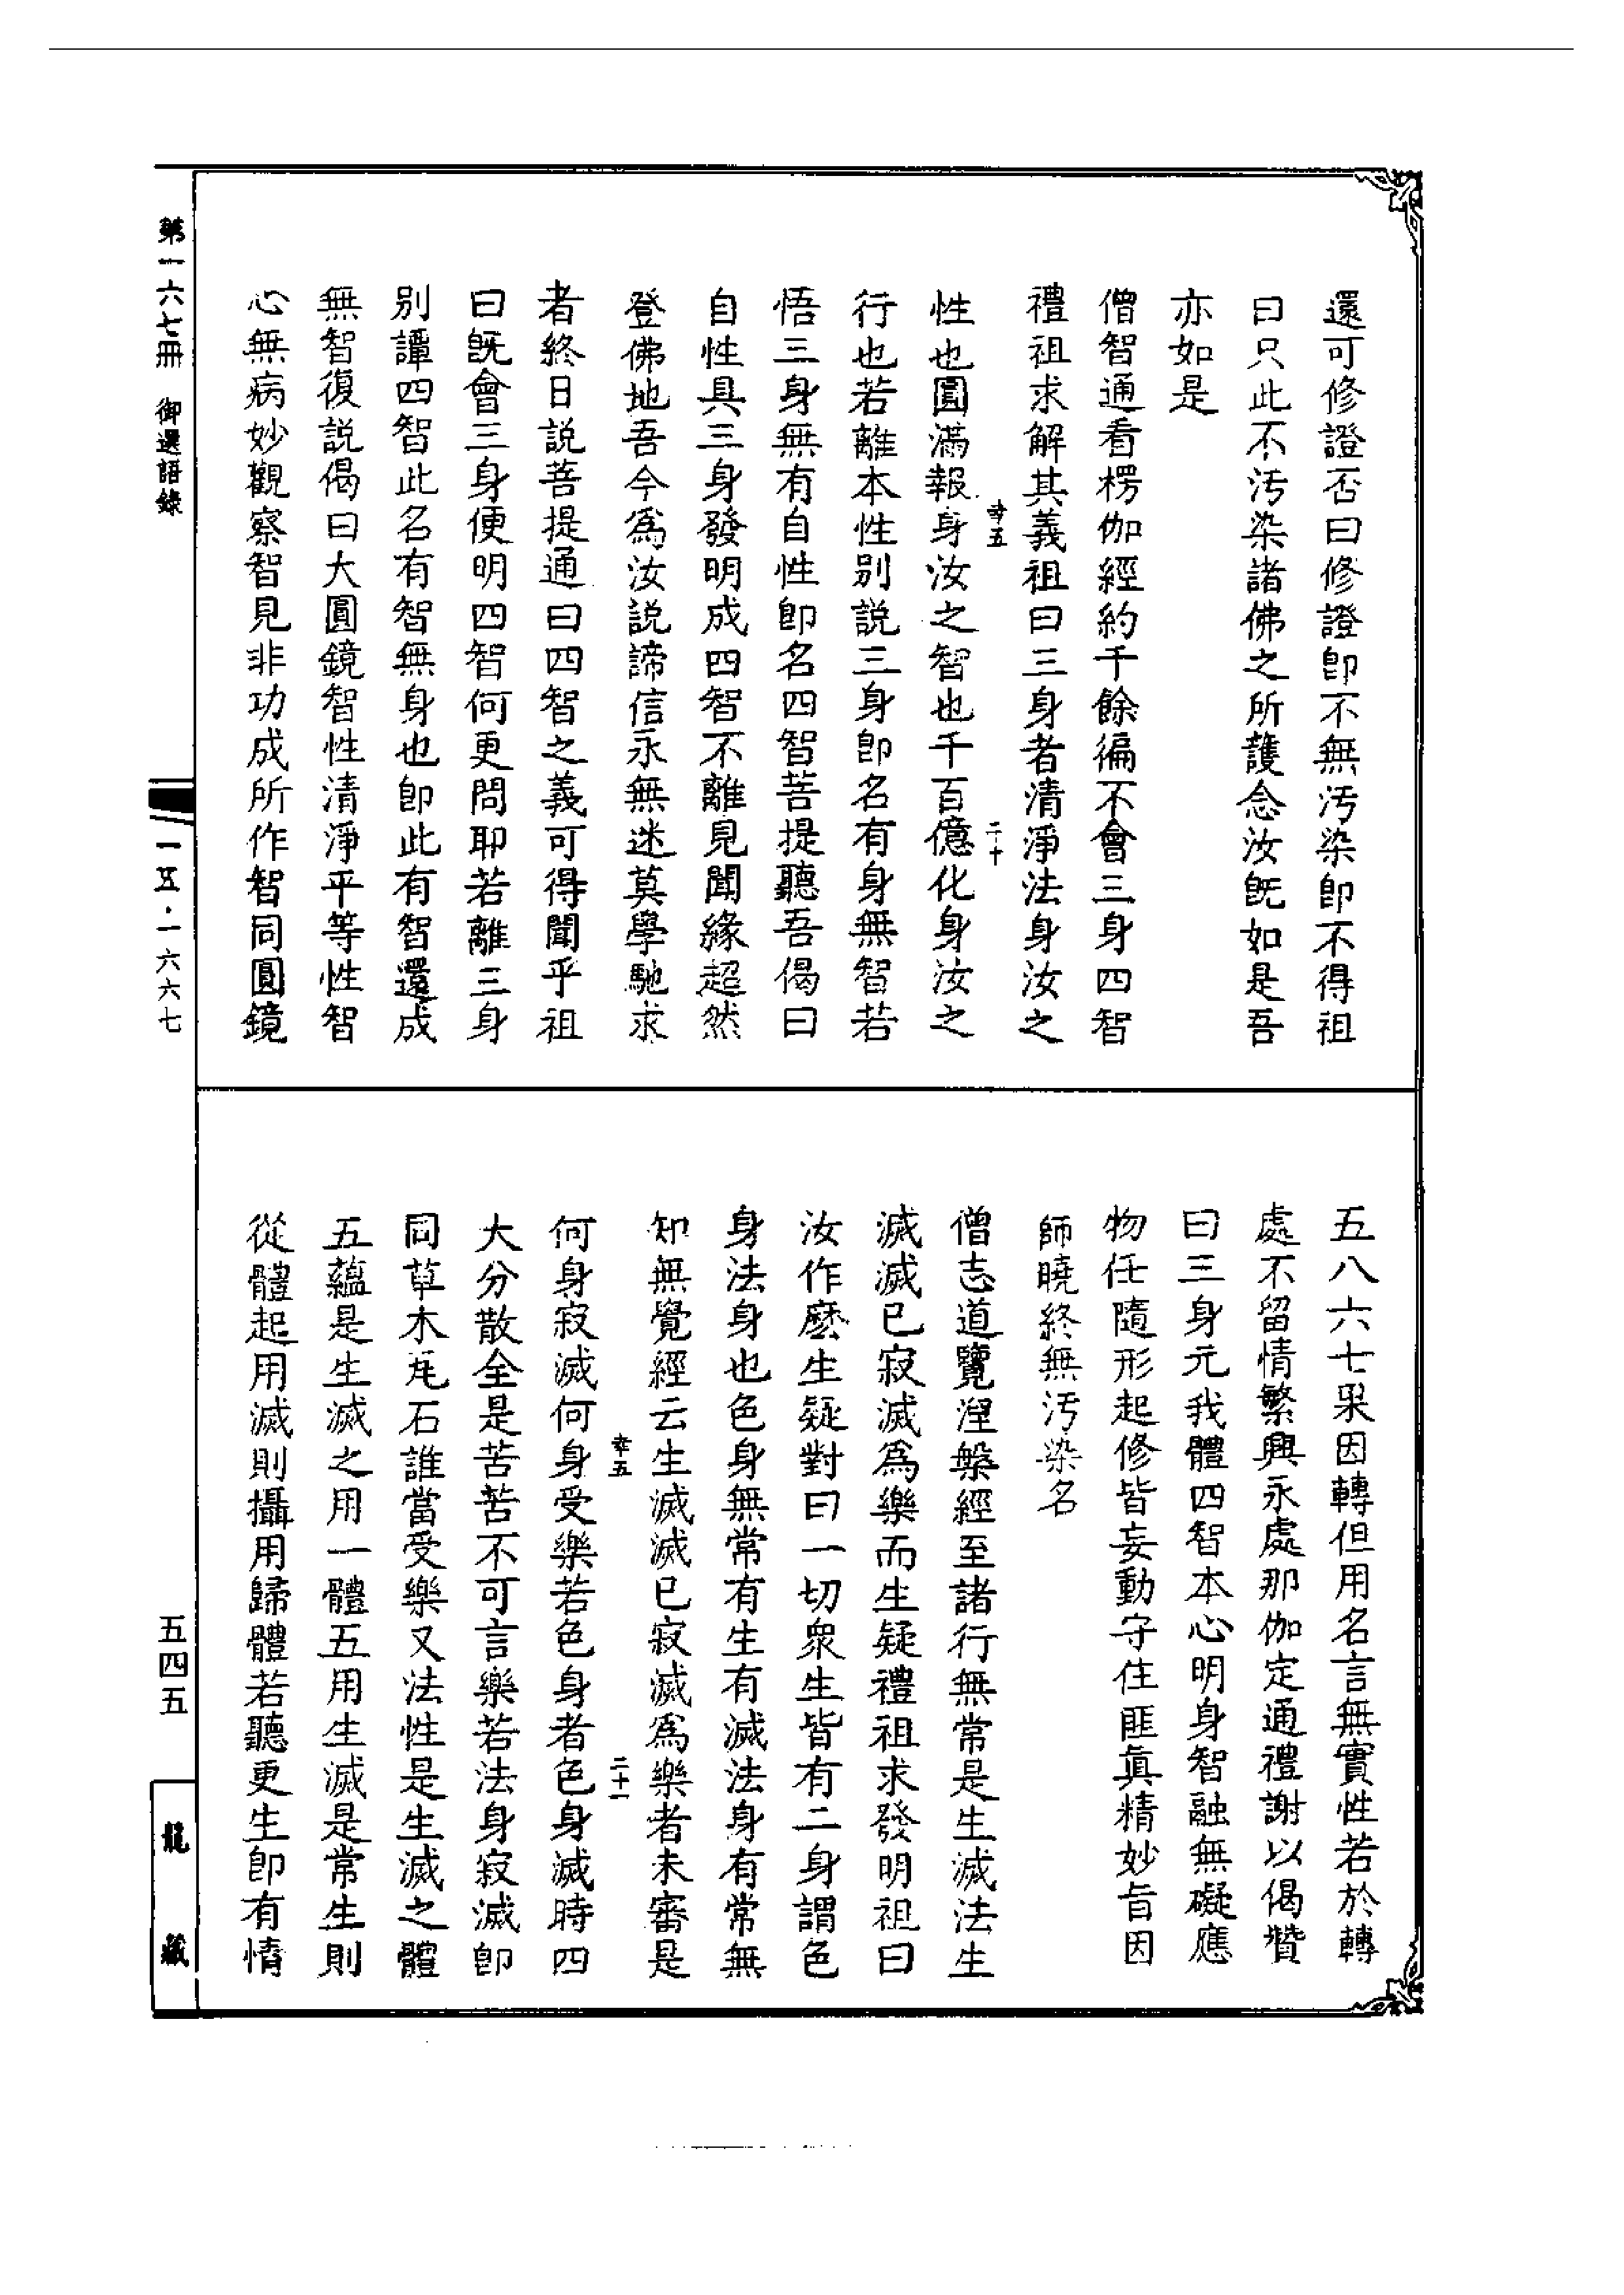 還可修證否曰修證卽不無汚染卽不得祖
曰只此不汚染諸佛之所護念汝旣如是吾
亦如是
僧智通看楞伽經約千餘徧不會三身四智
禮祖求解其義祖曰三身者清淨法身汝之
幸五
二十
性也圓滿報身汝之智也千百億化身汝之
行也若離本性別說三身卽名有身無智若
悟三身無有自性卽名四智菩提聽吾偈曰
自性具三身發明成四智不離見聞緣超然
登佛地吾今爲汝說諦信永無迷莫學馳求
者終日說菩提通曰四智之義可得聞乎祖
曰旣會三身便明四智何更問耶若離三身
別譚四智此名有智無身也卽此有智還成
無智復說偈曰大圓鏡智性清淨平等性智
心無病妙觀察智見非功成所作智同圓鏡
五八六七果因轉但用名言無實性若於轉
處不留情繁興永處那伽定通禮謝以偈贊
曰三身元我體四智本心明身智融無礙應
物任隨形起修皆妄動守住匪眞精妙旨因
師曉終無汚染名
僧志道覽涅槃經至諸行無常是生滅法生
滅滅已寂滅爲樂而生疑禮祖求發明祖曰
汝作麽生疑對曰一切衆生皆有二身謂色
身法身也色身無常有生有滅法身有常無
知無覺經云生滅滅已寂滅爲樂者未審是
幸五
二十一
何身寂滅何身受樂若色身者色身滅時四
大分散全是苦苦不可言樂若法身寂滅卽
同草木瓦石誰當受樂又法性是生滅之體
五蘊是生滅之用一體五用生滅是常生則
從體起用滅則攝用歸體若聽更生卽有情
第一六七冊 御選語錄
一五·一六六七
五四五
龍藏